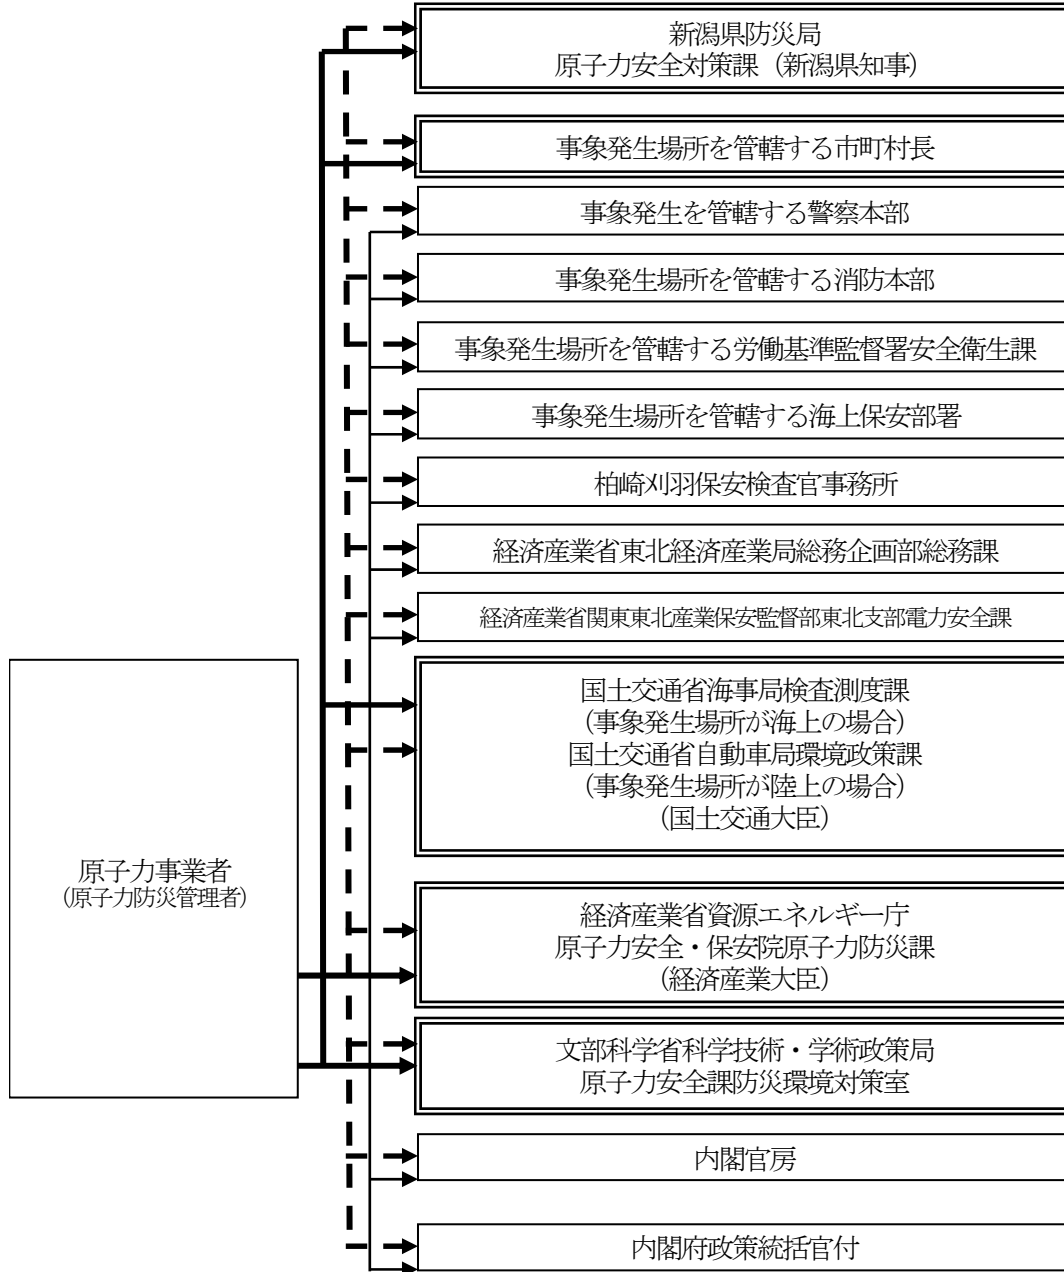 新潟県防災局
原子力安全対策課（新潟県知事）
事象発生場所を管轄する市町村長
事象発生を管轄する警察本部
事象発生場所を管轄する消防本部
事象発生場所を管轄する労働基準監督署安全衛生課
事象発生場所を管轄する海上保安部署
柏崎刈羽保安検査官事務所
経済産業省東北経済産業局総務企画部総務課
経済産業省関東東北産業保安監督部東北支部電力安全課
国土交通省海事局検査測度課
（事象発生場所が海上の場合）
国土交通省自動車局環境政策課
（事象発生場所が陸上の場合）
（国土交通大臣）
原子力事業者
（原子力防災管理者）
経済産業省資源エネルギー庁
原子力安全・保安院原子力防災課
（経済産業大臣）
文部科学省科学技術・学術政策局
原子力安全課防災環境対策室
内閣官房
内閣府政策統括官付